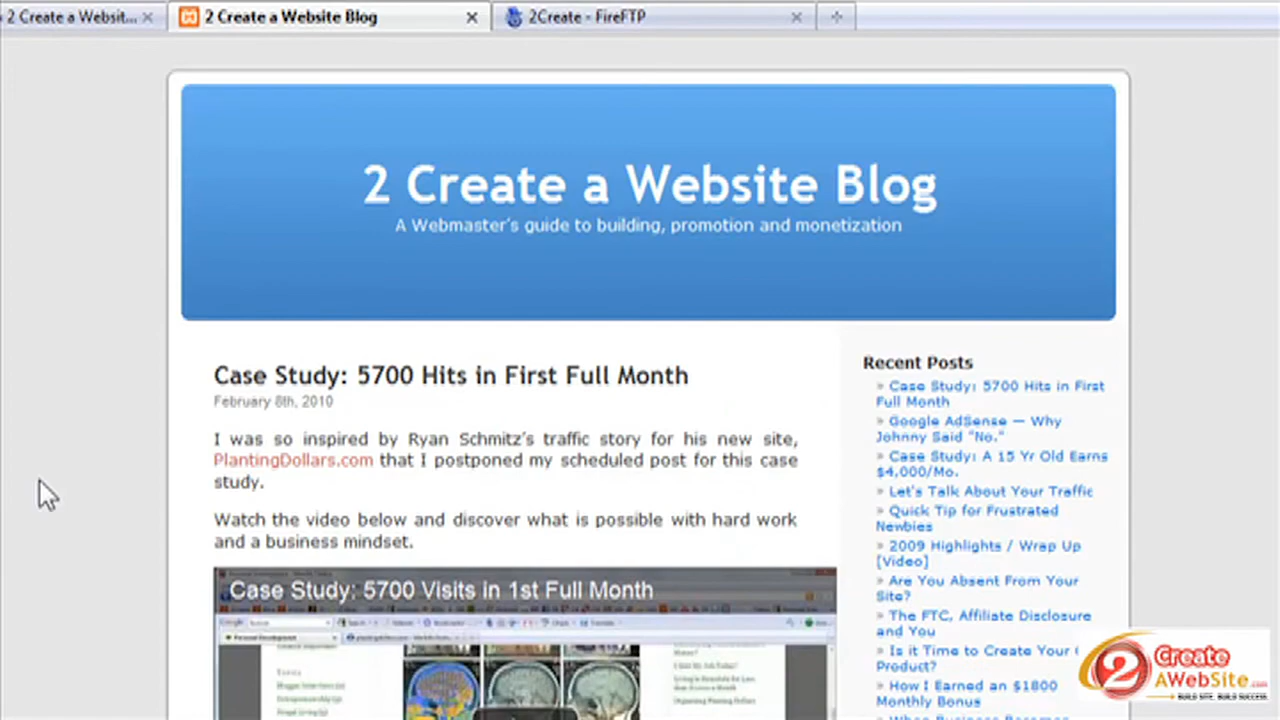 2 Create a Websit...
2 Create a Website Blog
2Create - FireFTP
2 Create a Website Blog
A Webmaster's guide to building, promotion and monetization
Case Study: 5700 Hits in First Full Month
February 8th, 2010
I was so inspired by Ryan Schmitz's traffic story for his new site,
PlantingDollars.com that I postponed my scheduled post for this case
study.
Watch the video below and discover what is possible with hard work
and a business mindset.
Case Study: 5700 Visits in 1st Full Month
Personal Development
Recent Posts
» Case Study: 5700 Hits in First
Full Month
» Google AdSense — Why
Johnny Said "No."
» Case Study: A 15 Yr Old Earns
$4,000/Mo.
» Let's Talk About Your Traffic
» Quick Tip for Frustrated
Newbies
» 2009 Highlights / Wrap Up
[Video]
» Are You Absent From Your
Site?
» The FTC, Affiliate Disclosure
and You
» Is it Time to Create Your
Product?
» How I Earned an $1800
Monthly Bonus
2 Create
AWebSite.com
BUILD SITE. BUILD SUCCESS.